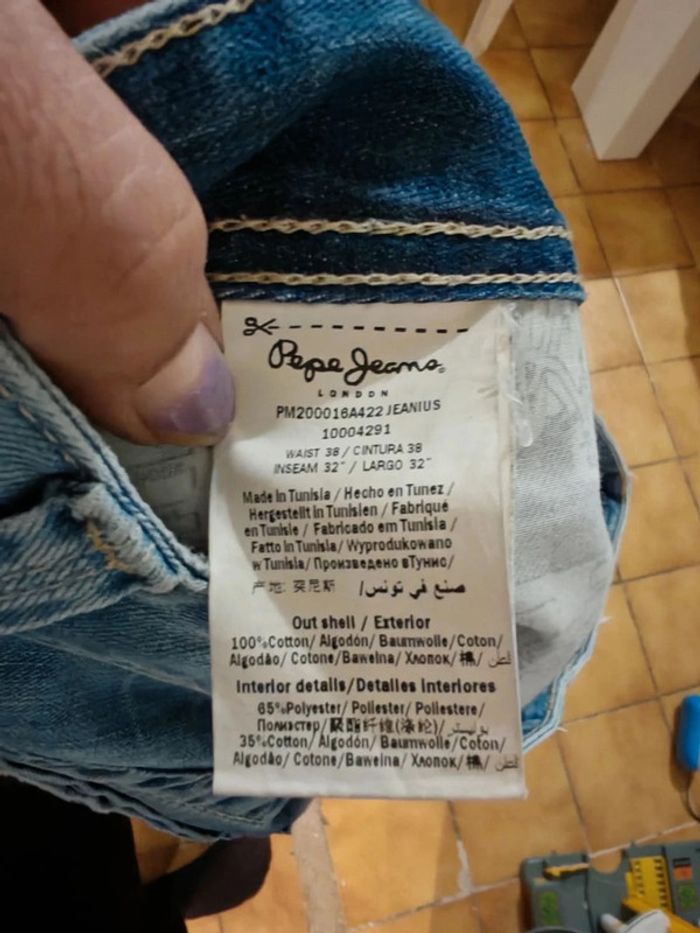 Pepe Jeans
LONDON
PM200016A422 JEANIUS
10004291
WAIST 38 / CINTURA 38
INSEAM 32" / LARGO 32"
Made in Tunisia / Hecho en Tunez /
Hergestellt in Tunisien / Fabriqué
en Tunisie / Fabricado em Tunisia /
Fatto in Tunisia / Wyprodukowano
w Tunisia / Произведено вТунис/
产地: 突尼斯 /صنع في تونس
Out shell / Exterior
100%Cotton/ Algodón/ Baumwolle/Coton/
Algodão/ Cotone/Bawelna/ Хлопок/棉/ قطن
Interior details/Detalles Interiores
65%Polyester/ Poliester/ Poliestere/
Полиэстер/聚酯纤维(涤纶)/ بوليستر
35%Cotton/ Algodón/ Baumwolle/Coton/
Algodão/ Cotone/Bawelna/ Хлопок/棉/ قطن